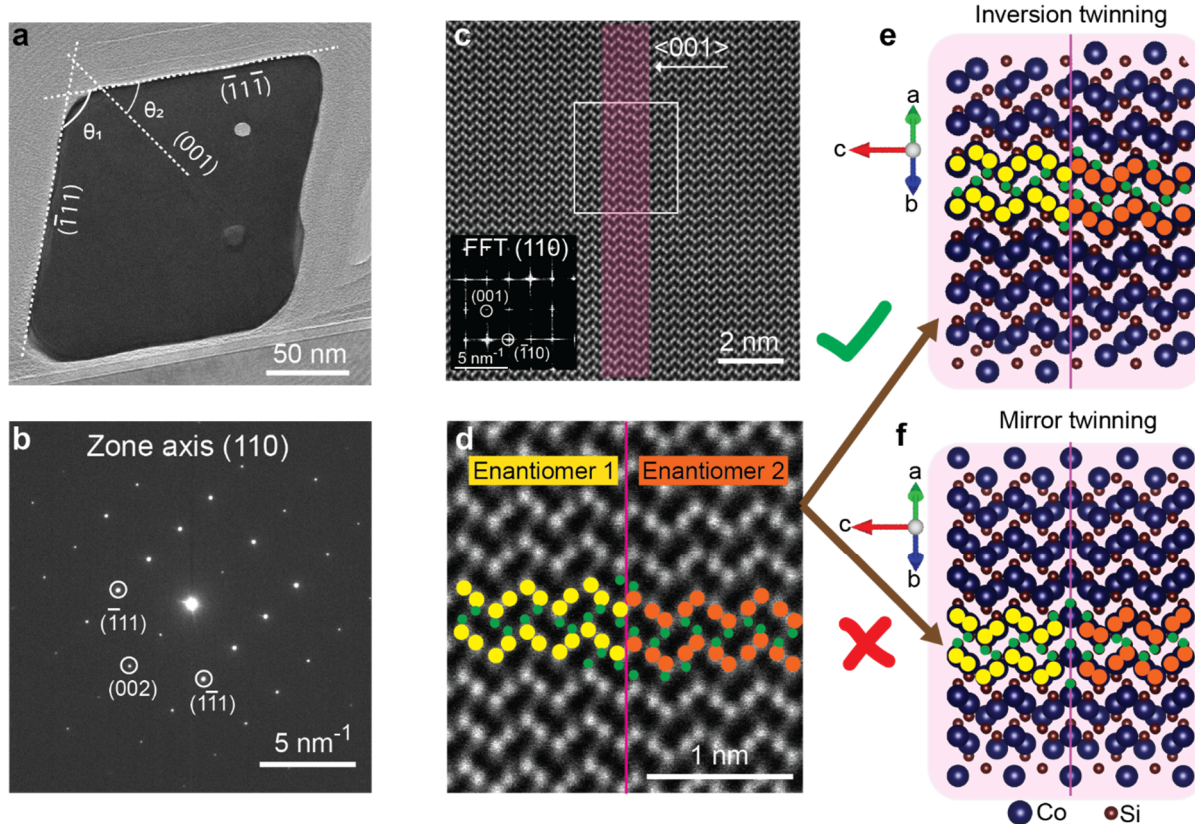 a
θ₁
θ₂
(1̄11̄)
(001)
(1̄11)
50 nm
b
Zone axis (110)
(1̄11)
(002)
(11̄1)
5 nm⁻¹
c
<001>
FFT (110)
(001)
(1̄10)
5 nm⁻¹
2 nm
d
Enantiomer 1
Enantiomer 2
1 nm
Inversion twinning
e
a
c
b
Mirror twinning
f
a
c
b
Co
Si